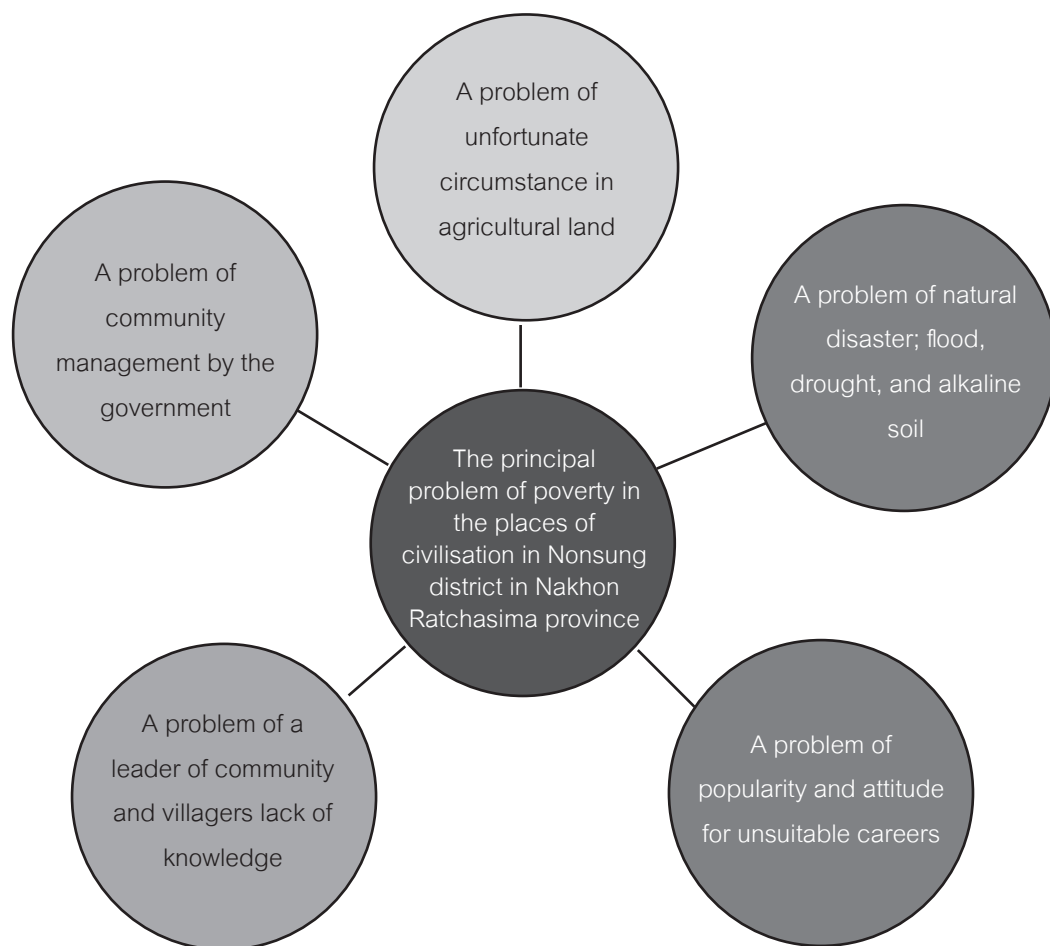 A problem of
unfortunate
circumstance in
agricultural land
A problem of
community
management by the
government
A problem of natural
disaster; flood,
drought, and alkaline
soil
The principal
problem of poverty in
the places of
civilisation in Nonsung
district in Nakhon
Ratchasima province
A problem of a
leader of community
and villagers lack of
knowledge
A problem of
popularity and attitude
for unsuitable careers